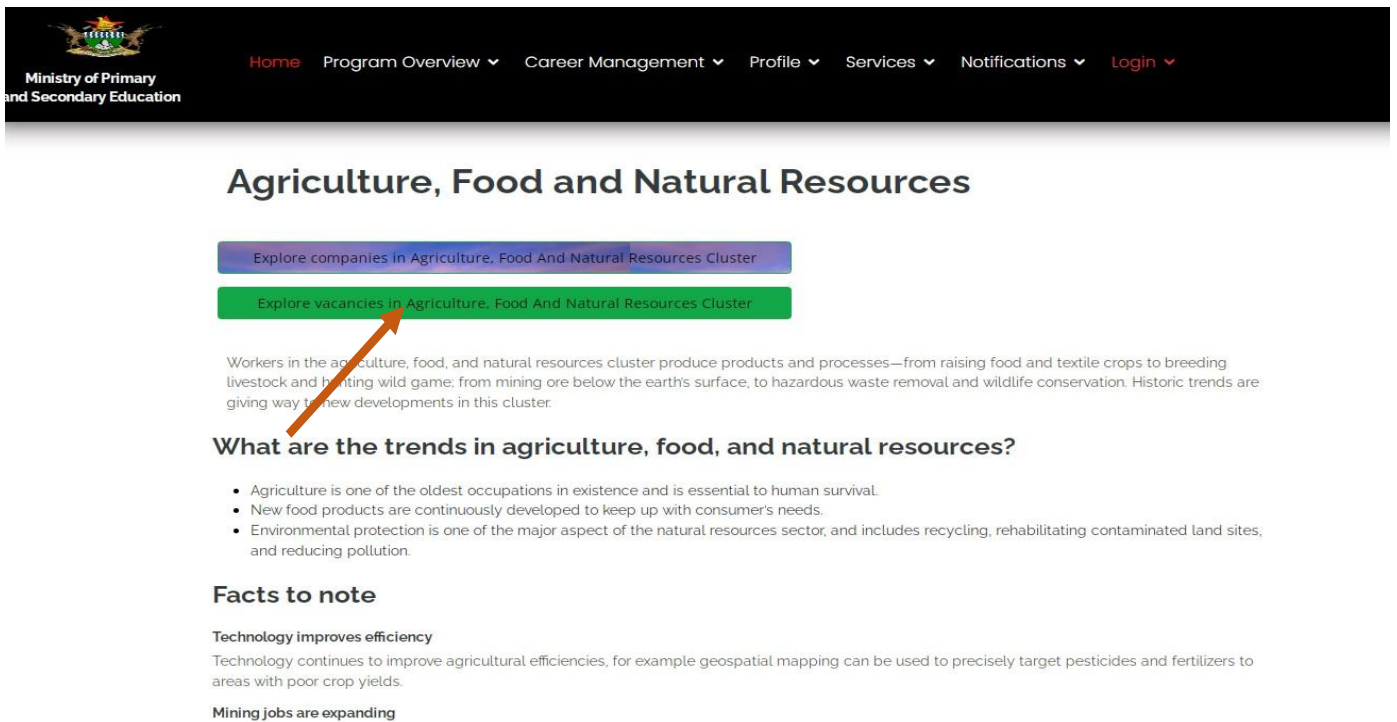 Ministry of Primary
and Secondary Education
Home Program Overview Career Management Profile Services Notifications Login
Agriculture, Food and Natural Resources
Explore companies in Agriculture, Food And Natural Resources Cluster
Explore vacancies in Agriculture, Food And Natural Resources Cluster
Workers in the agriculture, food, and natural resources cluster produce products and processes—from raising food and textile crops to breeding
livestock and hunting wild game: from mining ore below the earth's surface, to hazardous waste removal and wildlife conservation. Historic trends are
giving way to new developments in this cluster.
What are the trends in agriculture, food, and natural resources?
• Agriculture is one of the oldest occupations in existence and is essential to human survival.
• New food products are continuously developed to keep up with consumer's needs.
• Environmental protection is one of the major aspect of the natural resources sector, and includes recycling, rehabilitating contaminated land sites,
and reducing pollution.
Facts to note
Technology improves efficiency
Technology continues to improve agricultural efficiencies, for example geospatial mapping can be used to precisely target pesticides and fertilizers to
areas with poor crop yields.
Mining jobs are expanding